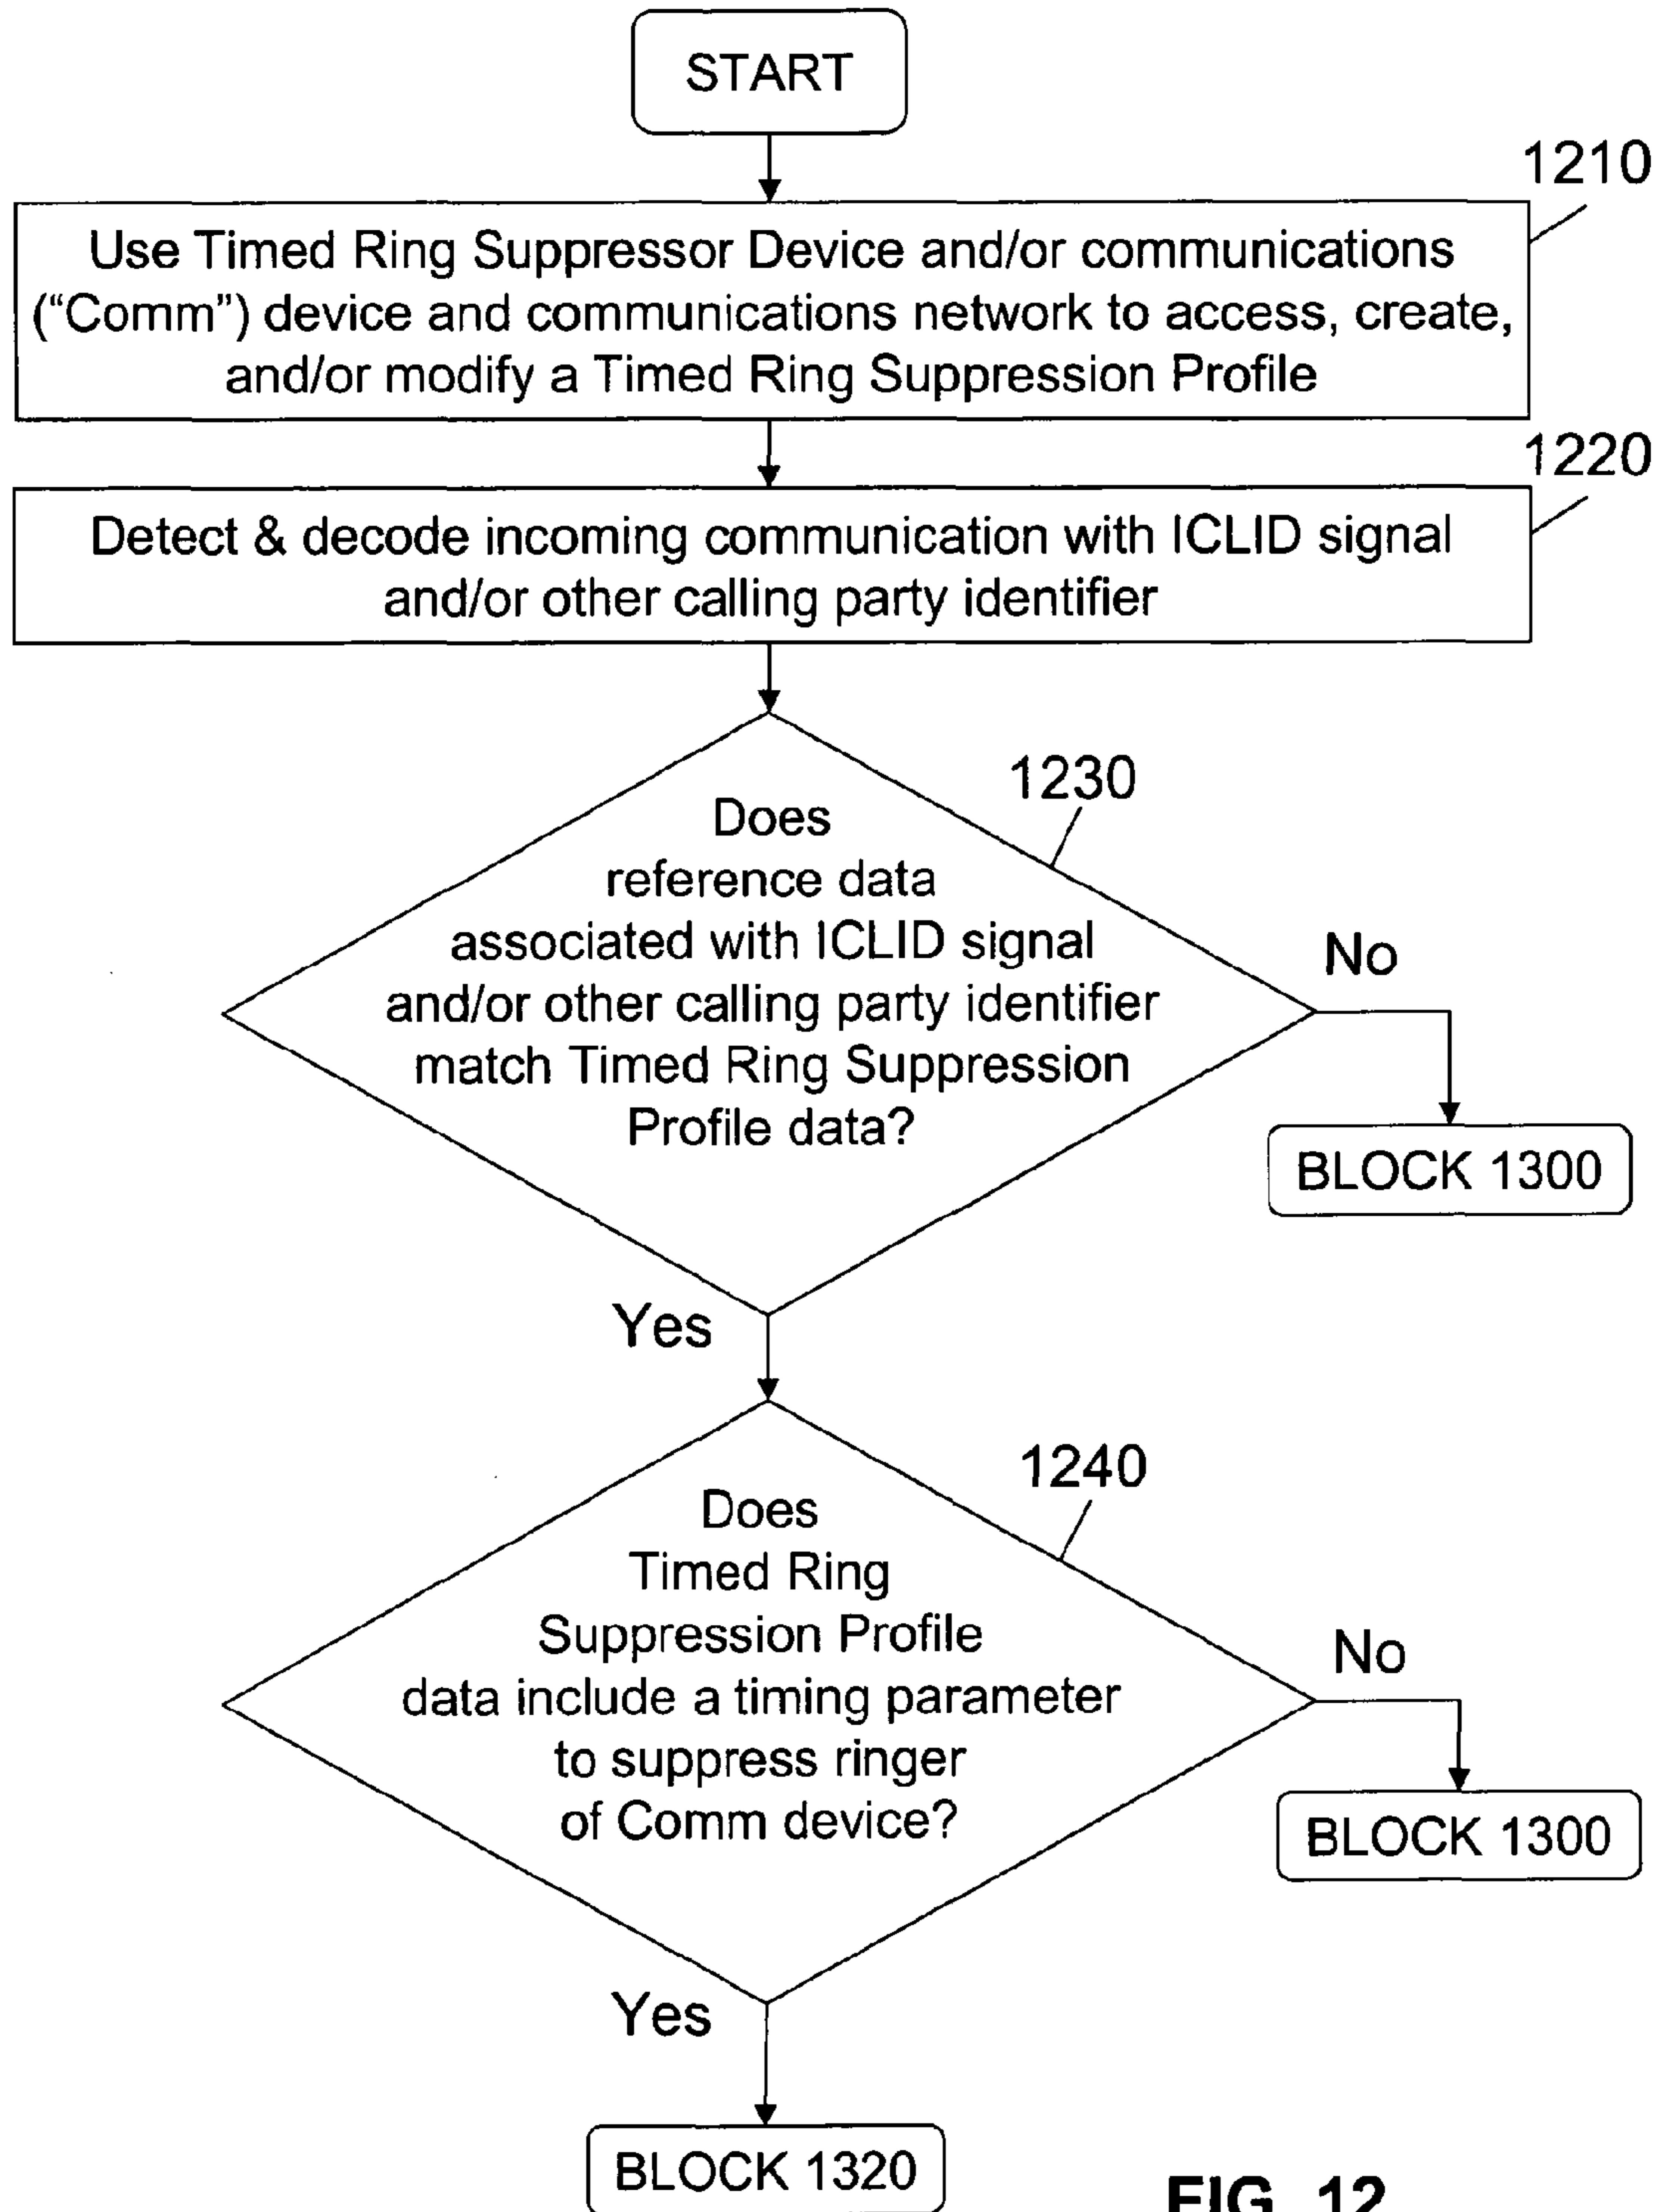 START
1210
Use Timed Ring Suppressor Device and/or communications
(“Comm”) device and communications network to access, create,
and/or modify a Timed Ring Suppression Profile
1220
Detect & decode incoming communication with ICLID signal
and/or other calling party identifier
1230
Does
reference data
associated with ICLID signal
and/or other calling party identifier
match Timed Ring Suppression
Profile data?
No
BLOCK 1300
Yes
1240
Does
Timed Ring
Suppression Profile
data include a timing parameter
to suppress ringer
of Comm device?
No
BLOCK 1300
Yes
BLOCK 1320
FIG. 12